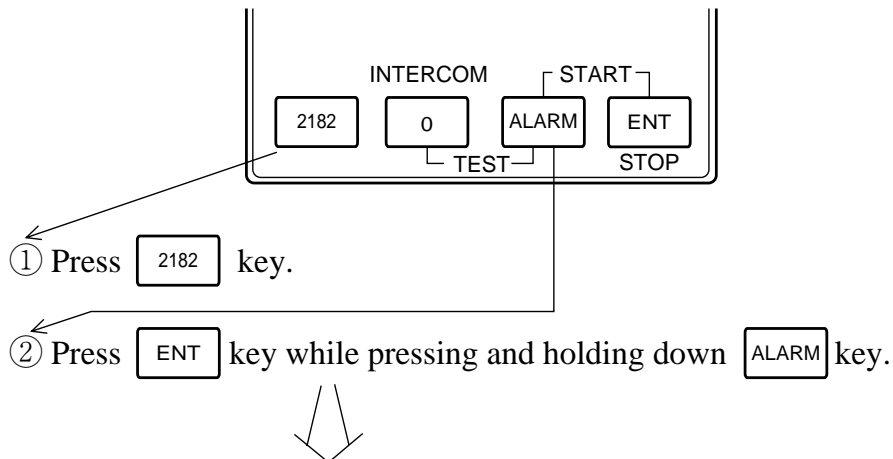 INTERCOM START
2182 0 ALARM ENT
TEST STOP
① Press 2182 key.
② Press ENT key while pressing and holding down ALARM key.